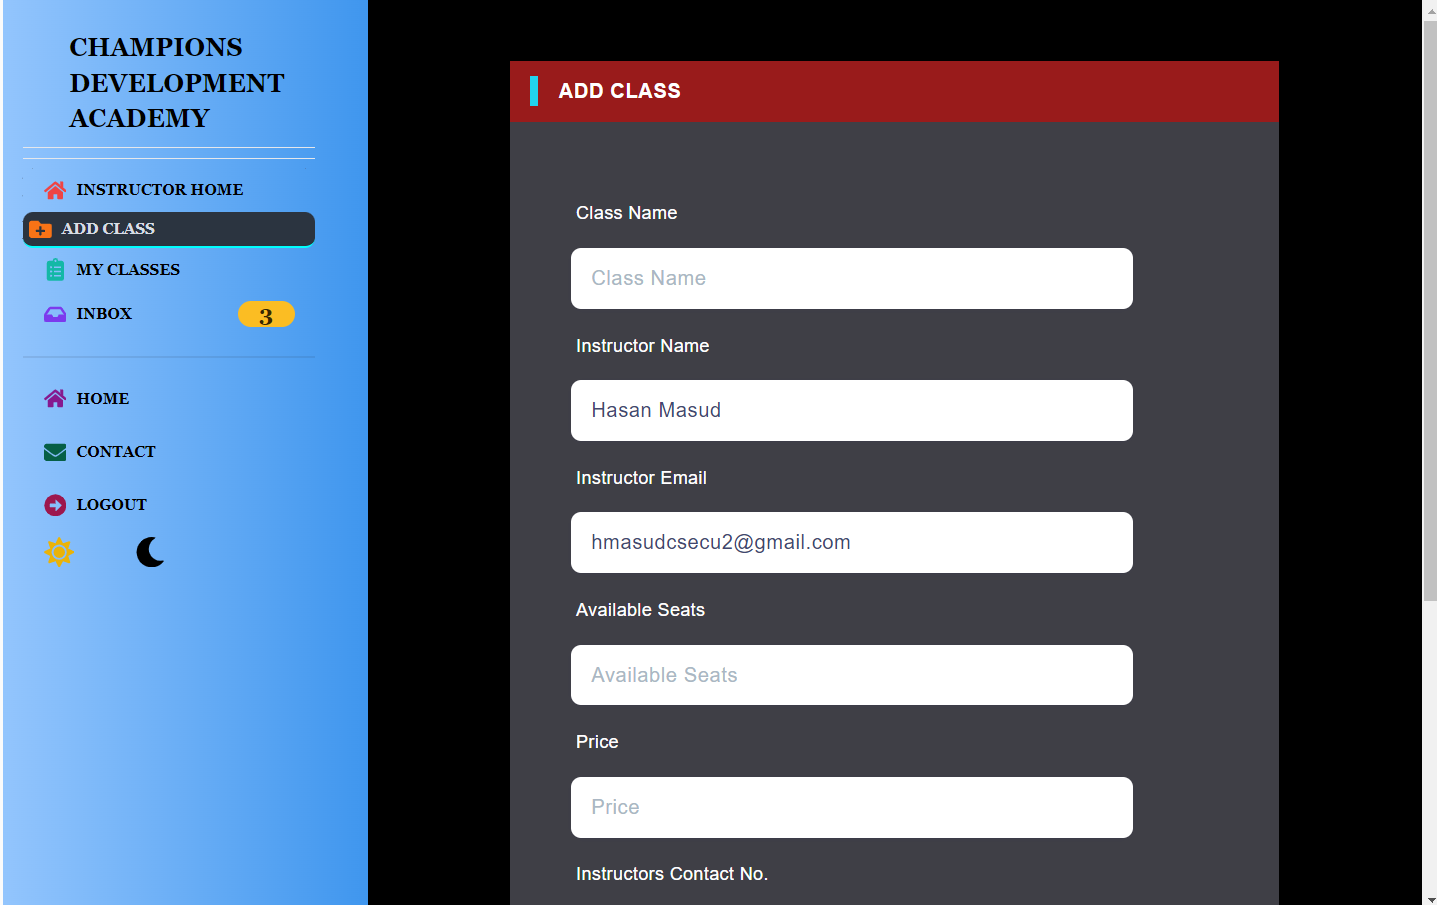 CHAMPIONS
DEVELOPMENT
ACADEMY
INSTRUCTOR HOME
ADD CLASS
MY CLASSES
INBOX 3
HOME
CONTACT
LOGOUT
ADD CLASS
Class Name
Class Name
Instructor Name
Hasan Masud
Instructor Email
hmasudcsecu2@gmail.com
Available Seats
Available Seats
Price
Price
Instructors Contact No.